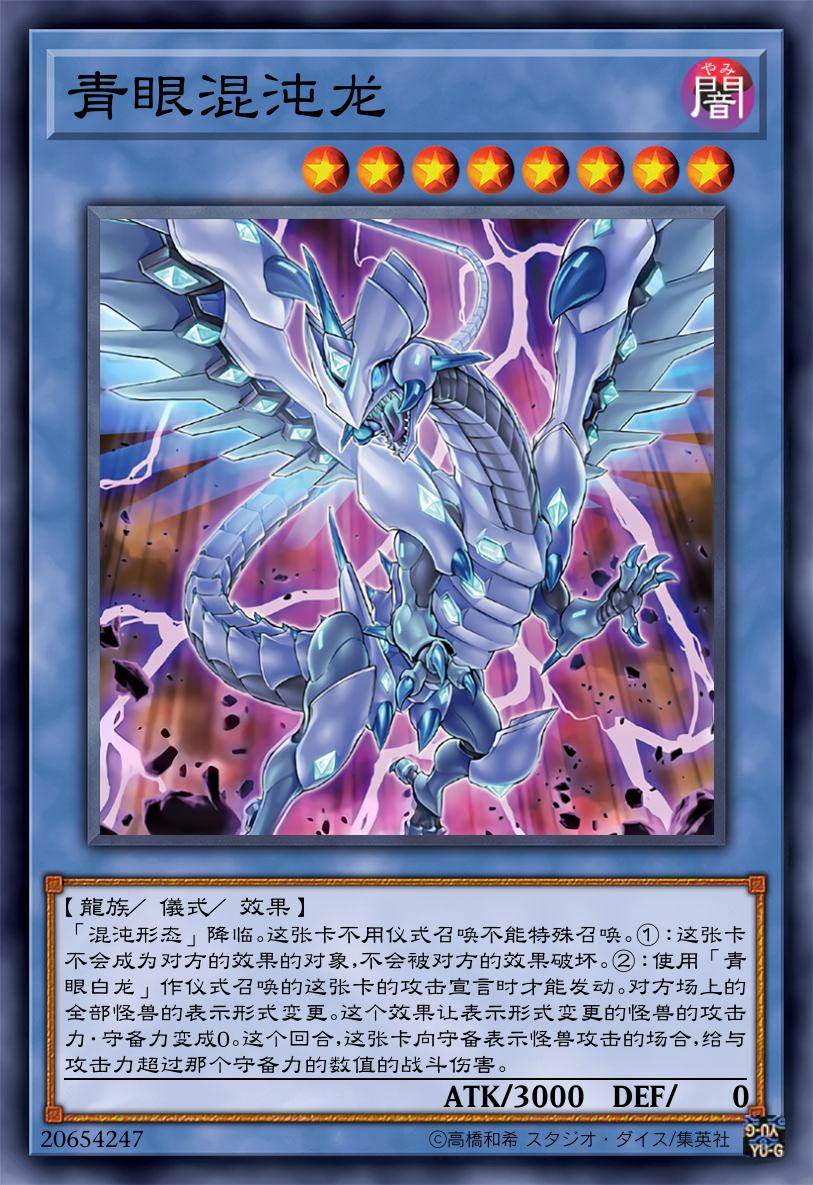 青眼混沌龙
やみ
闇
【龍族／儀式／效果】
「混沌形态」降临。这张卡不用仪式召唤不能特殊召唤。①：这张卡
不会成为对方的效果的对象，不会被对方的效果破坏。②：使用「青
眼白龙」作仪式召唤的这张卡的攻击宣言时才能发动。对方场上的
全部怪兽的表示形式变更。这个效果让表示形式变更的怪兽的攻击
力·守备力变成0。这个回合，这张卡向守备表示怪兽攻击的场合，给与
攻击力超过那个守备力的数值的战斗伤害。
ATK/3000 DEF/ 0
20654247 ©高橋和希 スタジオ・ダイス/集英社
YU-G